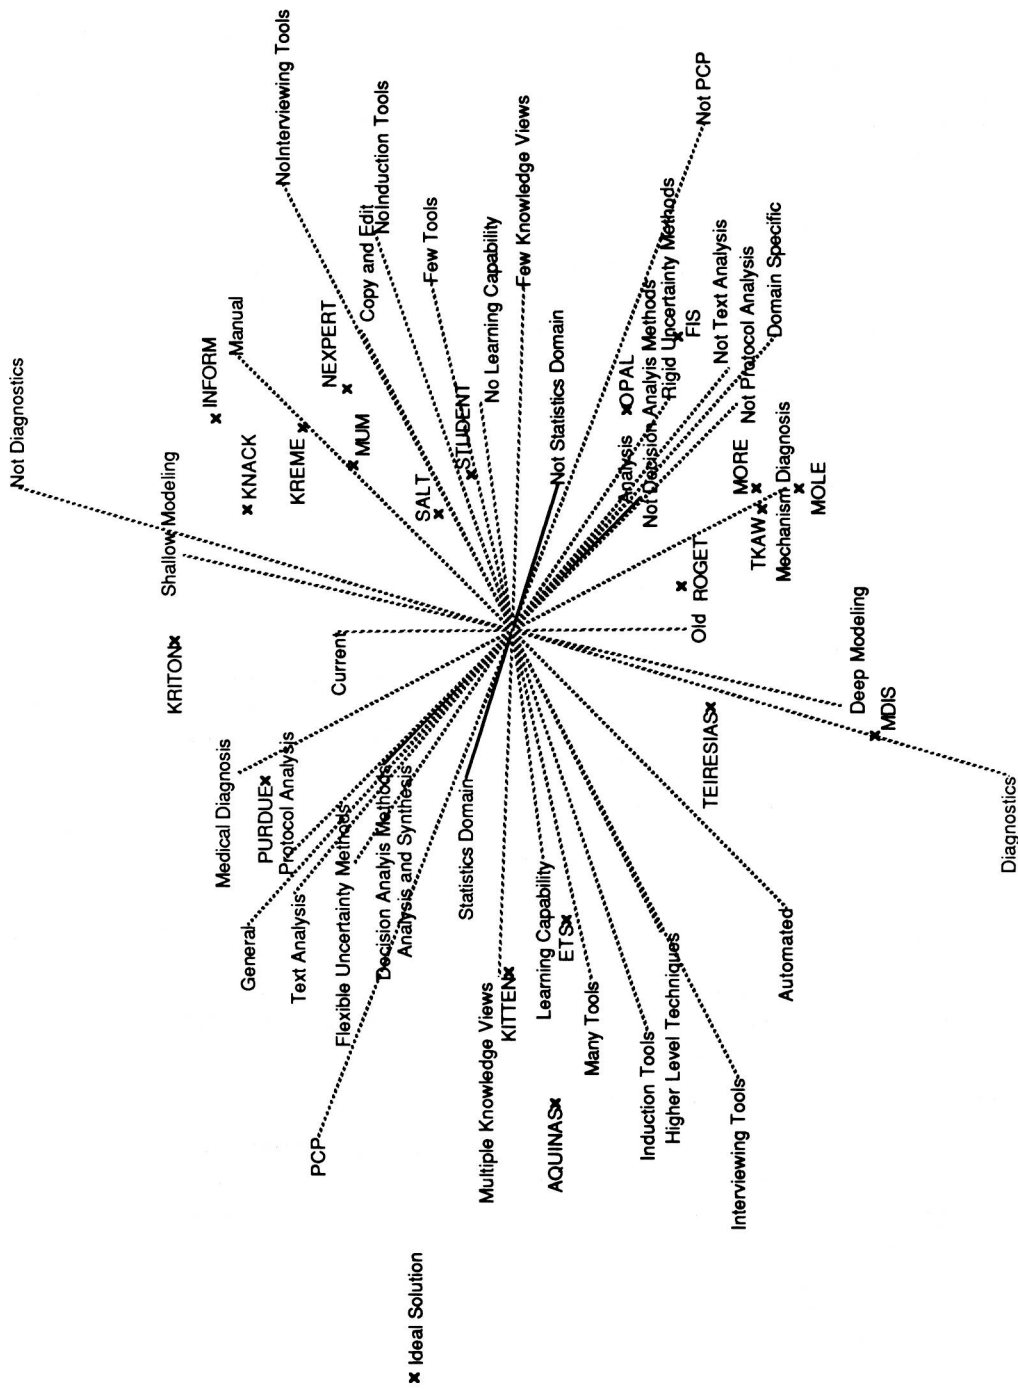 Not Diagnostics
NoInterviewing Tools
Shallow Modeling
INFORM
Manual
Copy and Edit
NoInduction Tools
KRITON
KNACK
KREME
NEXPERT
MUM
Few Tools
Not PCP
Current
SALT
STUDENT
No Learning Capability
Few Knowledge Views
Medical Diagnosis
PURDUE
Protocol Analysis
Not Statistics Domain
General
Text Analysis
Flexible Uncertainty Methods
Decision Analyis Methods
Analysis and Synthesis
Statistics Domain
OPAL
Analysis
Not Decision Analysis Methods
Rigid Uncertainty Methods
FIS
Not Text Analysis
Not Protocol Analysis
Domain Specific
PCP
Multiple Knowledge Views
KITTEN
Learning Capability
ETS
Many Tools
AQUINAS
Old
ROGET
MORE
TKAW
Mechanism Diagnosis
MOLE
Ideal Solution
Induction Tools
Higher Level Techniques
Interviewing Tools
Automated
TEIRESIAS
Deep Modeling
MDIS
Diagnostics